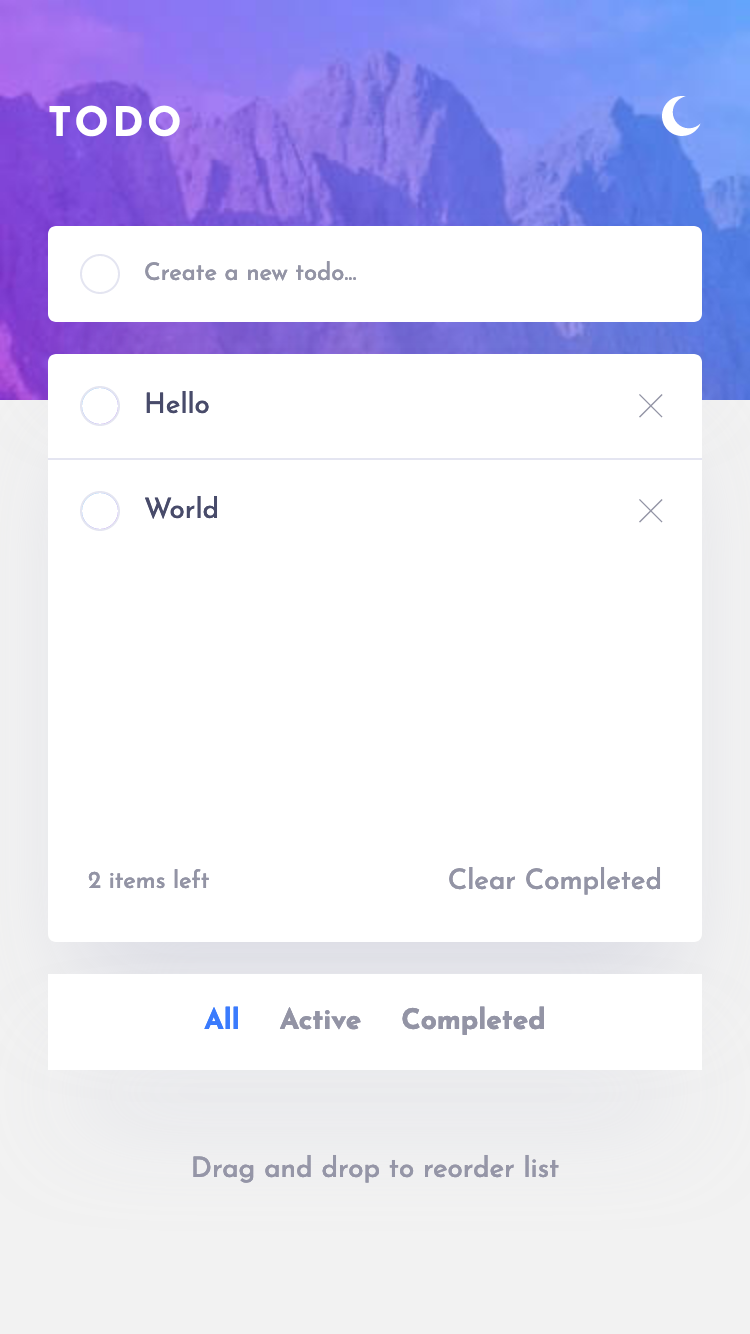 TODO
Create a new todo...
Hello
World
2 items left
Clear Completed
All Active Completed
Drag and drop to reorder list